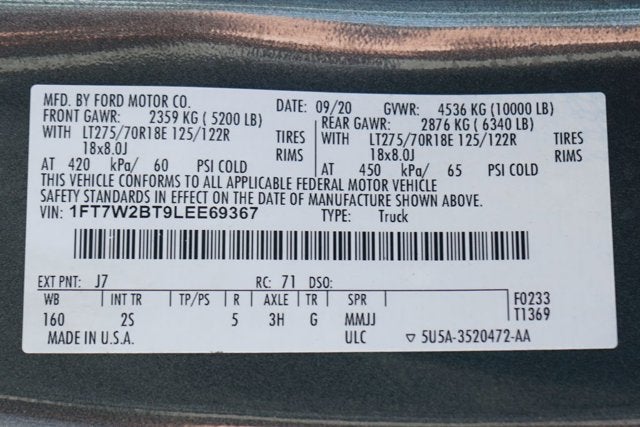 MFD. BY FORD MOTOR CO. DATE: 09/20 GVWR: 4536 KG (10000 LB)
FRONT GAWR: 2359 KG (5200 LB) REAR GAWR: 2876 KG (6340 LB)
WITH LT275/70R18E 125/122R TIRES WITH LT275/70R18E 125/122R TIRES
18x8.0J RIMS 18x8.0J RIMS
AT 420 kPa/ 60 PSI COLD AT 450 kPa/ 65 PSI COLD
THIS VEHICLE CONFORMS TO ALL APPLICABLE FEDERAL MOTOR VEHICLE
SAFETY STANDARDS IN EFFECT ON THE DATE OF MANUFACTURE SHOWN ABOVE.
VIN: 1FT7W2BT9LEE69367 TYPE: Truck
EXT PNT: J7 RC: 71 DSO:
WB INT TR TP/PS R AXLE TR SPR F0233
160 2S 5 3H G MMJJ T1369
MADE IN U.S.A. ULC ▽ 5U5A-3520472-AA